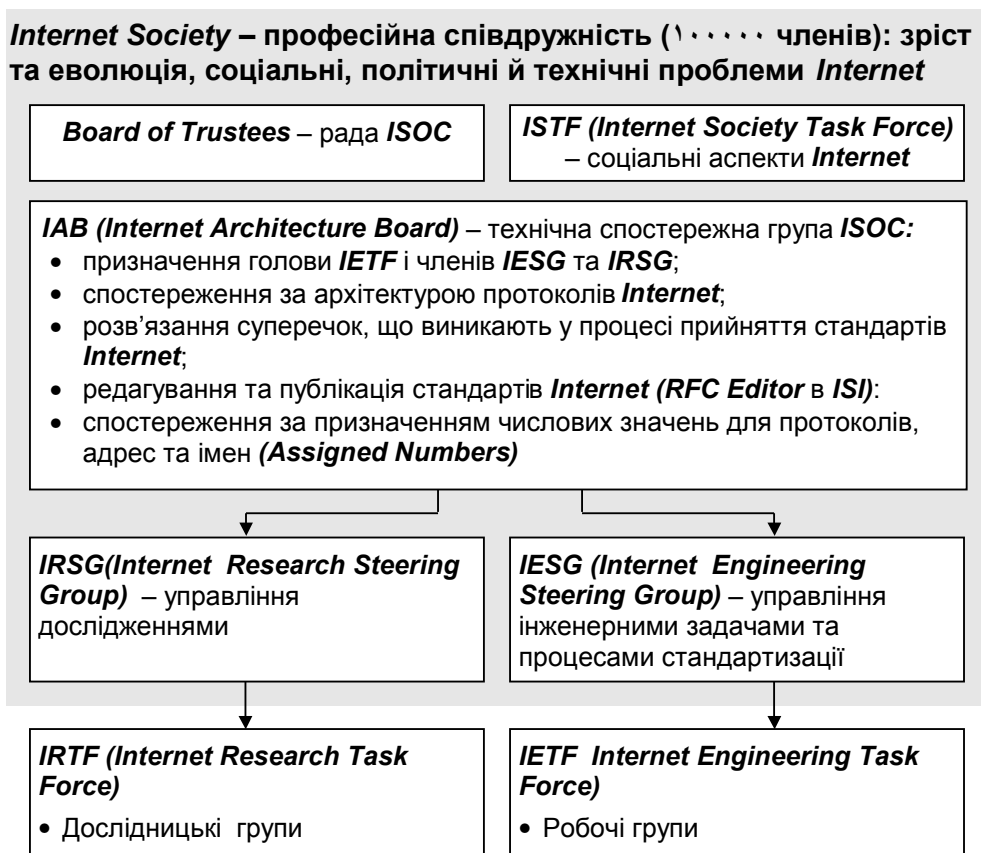 Internet Society – професійна співдружність (١٠٠٠٠٠ членів): зріст
та еволюція, соціальні, політичні й технічні проблеми Internet
Board of Trustees – рада ISOC
ISTF (Internet Society Task Force)
– соціальні аспекти Internet
IAB (Internet Architecture Board) – технічна спостережна група ISOC:
• призначення голови IETF і членів IESG та IRSG;
• спостереження за архітектурою протоколів Internet;
• розв'язання суперечок, що виникають у процесі прийняття стандартів
Internet;
• редагування та публікація стандартів Internet (RFC Editor в ISI):
• спостереження за призначенням числових значень для протоколів,
адрес та імен (Assigned Numbers)
IRSG(Internet Research Steering
Group) – управління
дослідженнями
IESG (Internet Engineering
Steering Group) – управління
інженерними задачами та
процесами стандартизації
IRTF (Internet Research Task
Force)
• Дослідницькі групи
IETF Internet Engineering Task
Force)
• Робочі групи